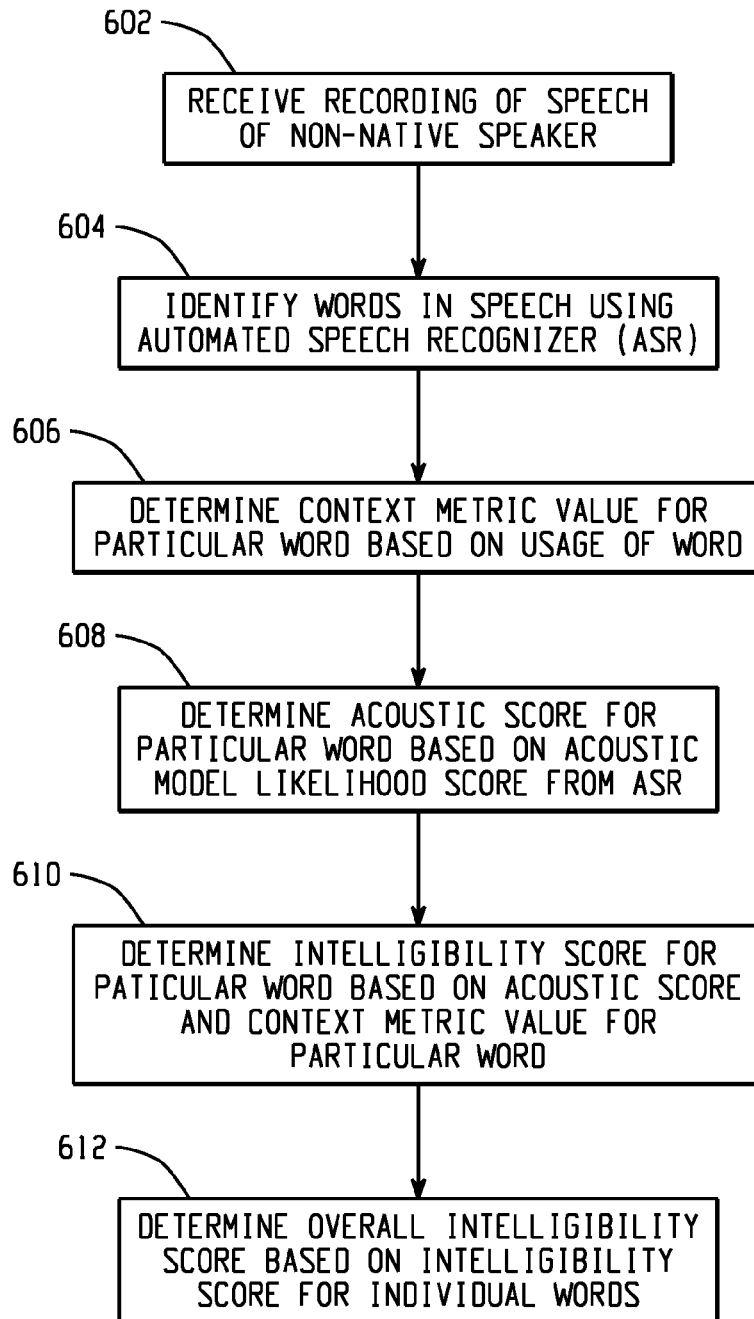 602
RECEIVE RECORDING OF SPEECH
OF NON-NATIVE SPEAKER
604
IDENTIFY WORDS IN SPEECH USING
AUTOMATED SPEECH RECOGNIZER (ASR)
606
DETERMINE CONTEXT METRIC VALUE FOR
PARTICULAR WORD BASED ON USAGE OF WORD
608
DETERMINE ACOUSTIC SCORE FOR
PARTICULAR WORD BASED ON ACOUSTIC
MODEL LIKELIHOOD SCORE FROM ASR
610
DETERMINE INTELLIGIBILITY SCORE FOR
PATICULAR WORD BASED ON ACOUSTIC SCORE
AND CONTEXT METRIC VALUE FOR
PARTICULAR WORD
612
DETERMINE OVERALL INTELLIGIBILITY
SCORE BASED ON INTELLIGIBILITY
SCORE FOR INDIVIDUAL WORDS